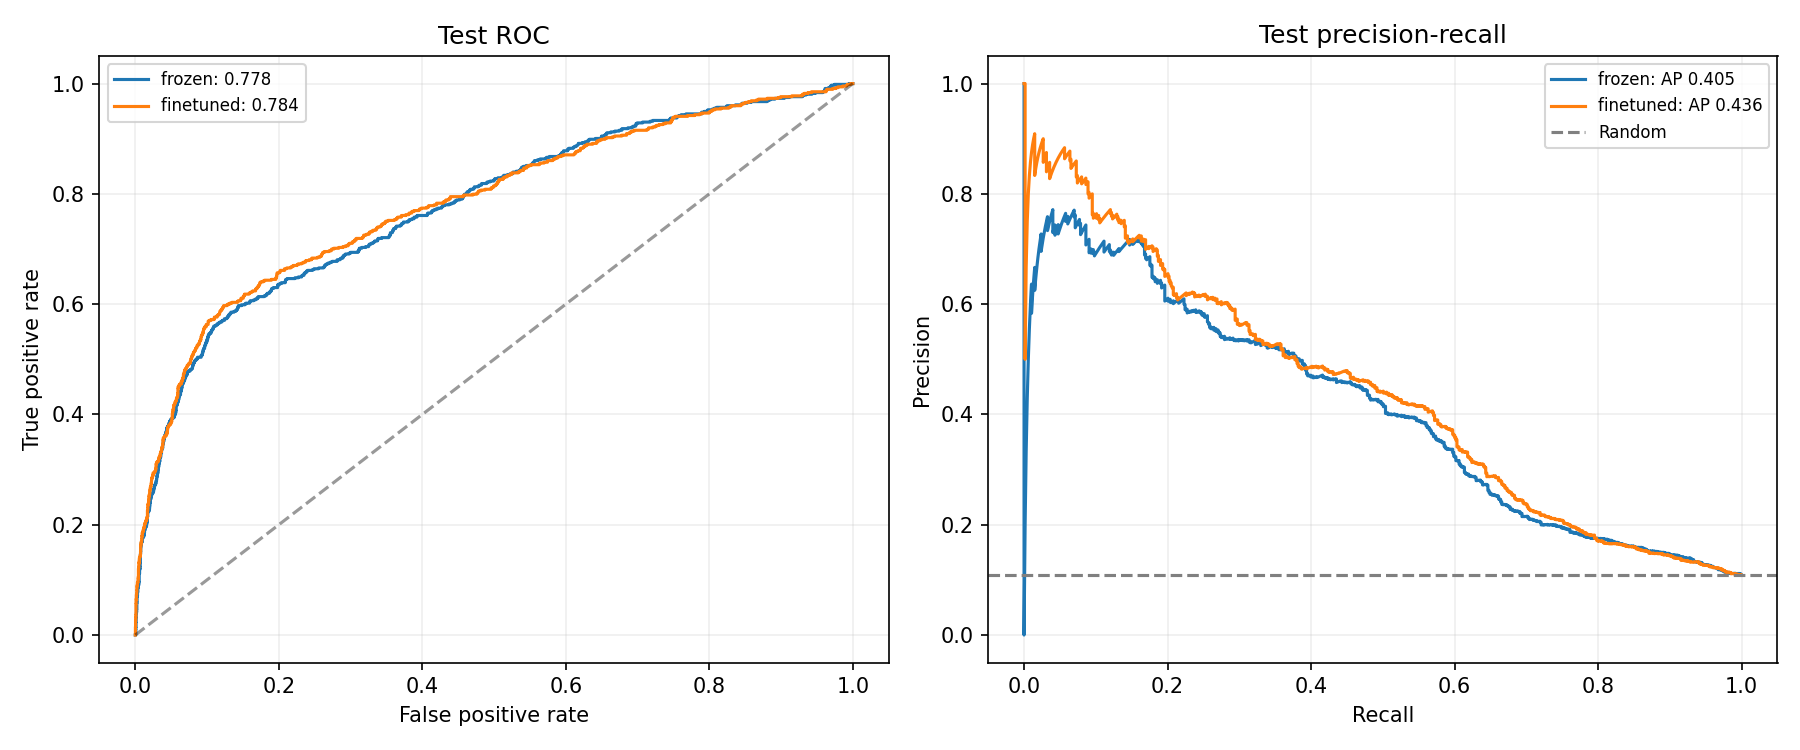 Test ROC
frozen: 0.778
finetuned: 0.784
True positive rate
1.0
0.8
0.6
0.4
0.2
0.0
0.0 0.2 0.4 0.6 0.8 1.0
False positive rate
Test precision-recall
frozen: AP 0.405
finetuned: AP 0.436
Random
Precision
1.0
0.8
0.6
0.4
0.2
0.0
0.0 0.2 0.4 0.6 0.8 1.0
Recall